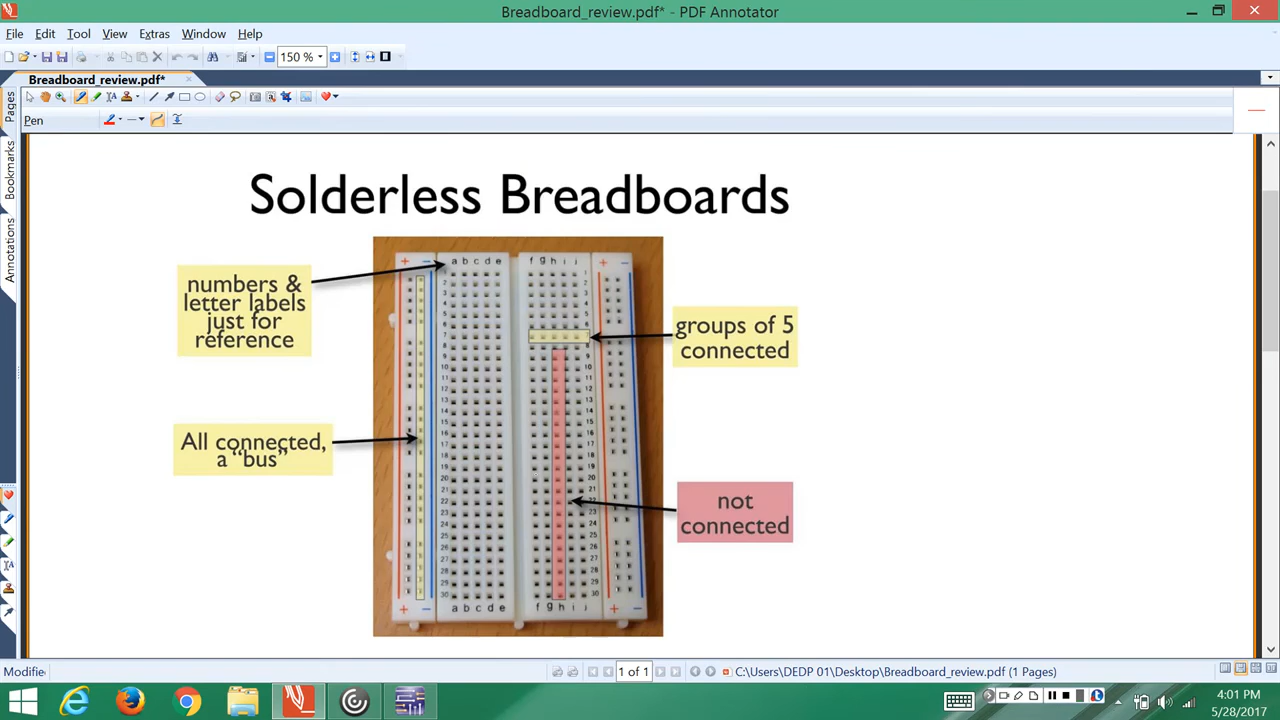 Breadboard_review.pdf* - PDF Annotator
File Edit Tool View Extras Window Help
150 %
Breadboard_review.pdf*
Pen
Pages
Bookmarks
Annotations
Solderless Breadboards
numbers &
letter labels
just for
reference
All connected,
a "bus"
groups of 5
connected
not
connected
+ − a b c d e f g h i j + −
+ − a b c d e f g h i j + −
Modifie
1 of 1
C:\Users\DEDP 01\Desktop\Breadboard_review.pdf (1 Pages)
4:01 PM
5/28/2017